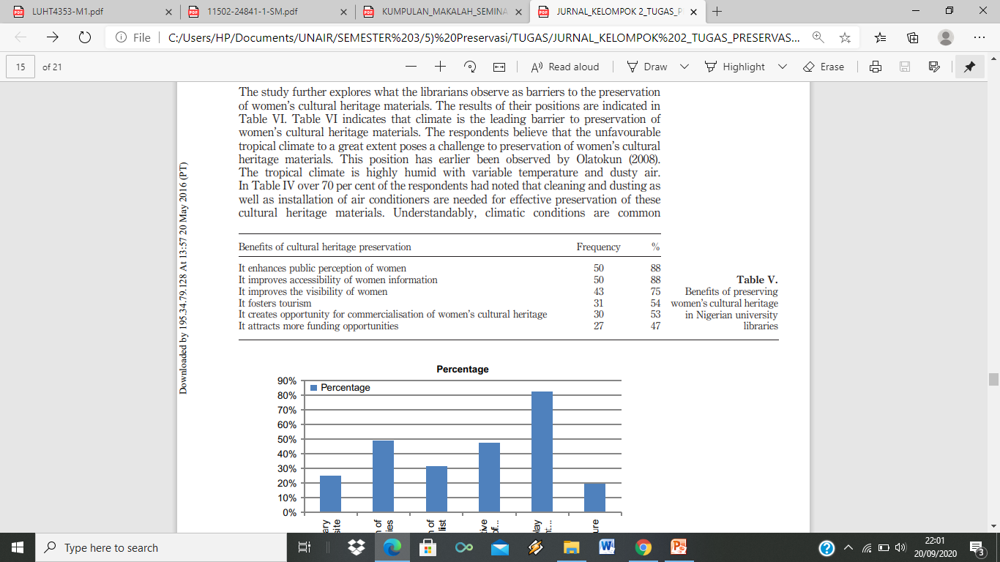 LUHT4353-M1.pdf
11502-24841-1-SM.pdf
KUMPULAN_MAKALAH_SEMINA
JURNAL_KELOMPOK 2_TUGAS_P
File C:/Users/HP/Documents/UNAIR/SEMESTER%203/5)%20Preservasi/TUGAS/JURNAL_KELOMPOK%202_TUGAS_PRESERVAS...
15 of 21 Read aloud Draw Highlight Erase
The study further explores what the librarians observe as barriers to the preservation
of women's cultural heritage materials. The results of their positions are indicated in
Table VI. Table VI indicates that climate is the leading barrier to preservation of
women's cultural heritage materials. The respondents believe that the unfavourable
tropical climate to a great extent poses a challenge to preservation of women's cultural
heritage materials. This position has earlier been observed by Olatokun (2008).
The tropical climate is highly humid with variable temperature and dusty air.
In Table IV over 70 per cent of the respondents had noted that cleaning and dusting as
well as installation of air conditioners are needed for effective preservation of these
cultural heritage materials. Understandably, climatic conditions are common
Downloaded by 195.34.79.128 At 13:57 20 May 2016 (PT)
Benefits of cultural heritage preservation Frequency %
It enhances public perception of women 50 88
It improves accessibility of women information 50 88
It improves the visibility of women 43 75
It fosters tourism 31 54
It creates opportunity for commercialisation of women's cultural heritage 30 53
It attracts more funding opportunities 27 47
Table V.
Benefits of preserving
women's cultural heritage
in Nigerian university
libraries
Percentage
Percentage
90%
80%
70%
60%
50%
40%
30%
20%
10%
0%
ary
site
n of
ies
n of
list
ive
of...
lay
nt...
ure
Type here to search
22:01
20/09/2020
3